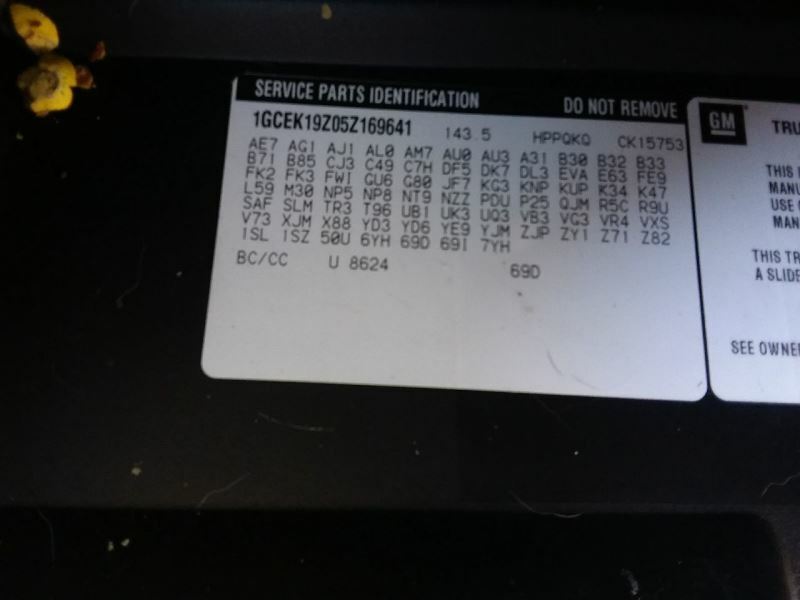 SERVICE PARTS IDENTIFICATION DO NOT REMOVE
1GCEK19Z05Z169641 143.5 HPPQKQ CK15753
AE7 AG1 AJ1 AL0 AM7 AU0 AU3 A31 B30 B32 B33
B71 B85 CJ3 C49 C7H DF5 DK7 DL3 EVA E63 FE9
FK2 FK3 FWI GU6 G80 JF7 KG3 KNP KUP K34 K47
L59 M30 NP5 NP8 NT9 NZZ PDU P25 QJM R5C R9U
SAF SLM TR3 T96 UB1 UK3 UQ3 VB3 VG3 VR4 VXS
V73 XJM X88 YD3 YD6 YE9 YJM ZJP ZY1 Z71 Z82
1SL 1SZ 50U 6YH 69D 69I 7YH
BC/CC U 8624 69D
GM TRU
THIS
MANU
USE
MAN
THIS TR
A SLIDE
SEE OWNE